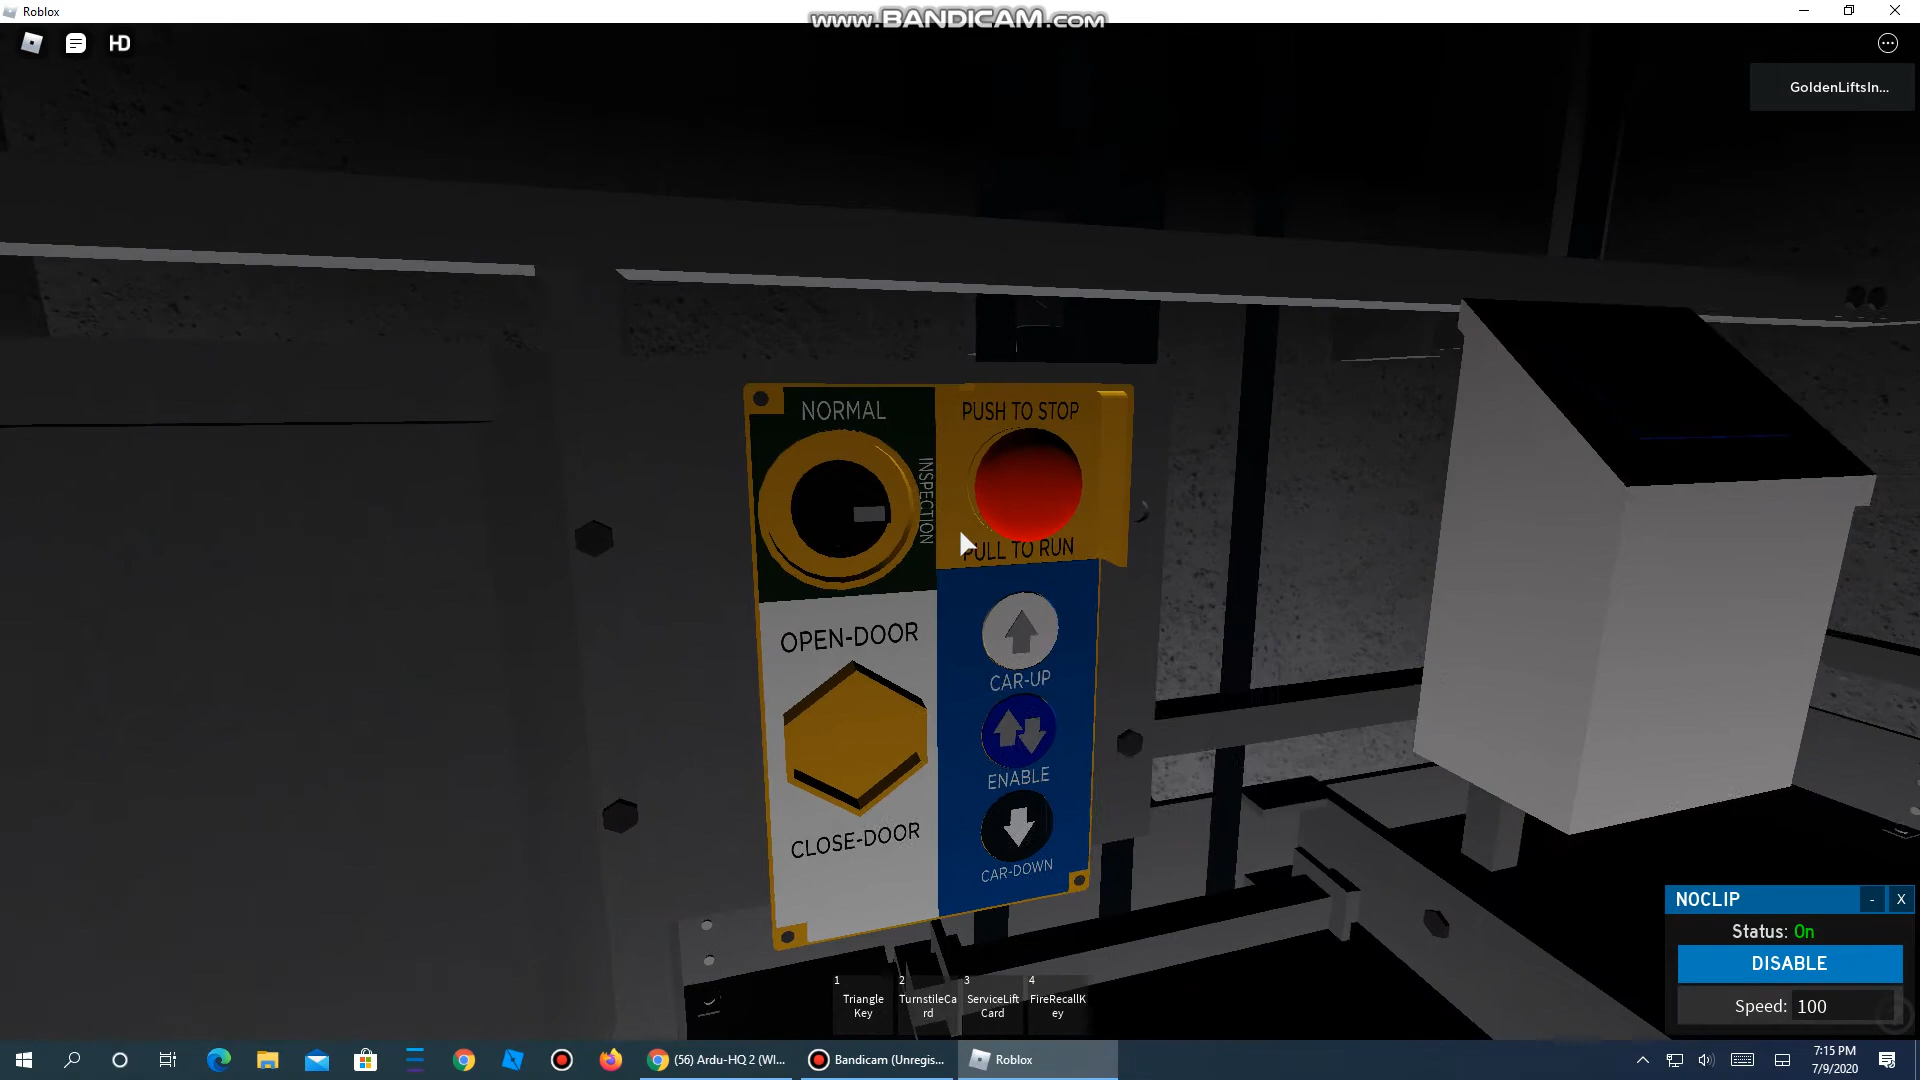 Roblox
www.BANDICAM.com
HD
GoldenLiftsIn...
NORMAL
INSPECTION
PUSH TO STOP
PULL TO RUN
OPEN-DOOR
CLOSE-DOOR
CAR-UP
ENABLE
CAR-DOWN
NOCLIP
- X
Status: On
DISABLE
Speed: 100
1
Triangle
Key
2
TurnstileCa
rd
3
ServiceLift
Card
4
FireRecallK
ey
(56) Ardu-HQ 2 (WI...
Bandicam (Unregis...
Roblox
7:15 PM
7/9/2020